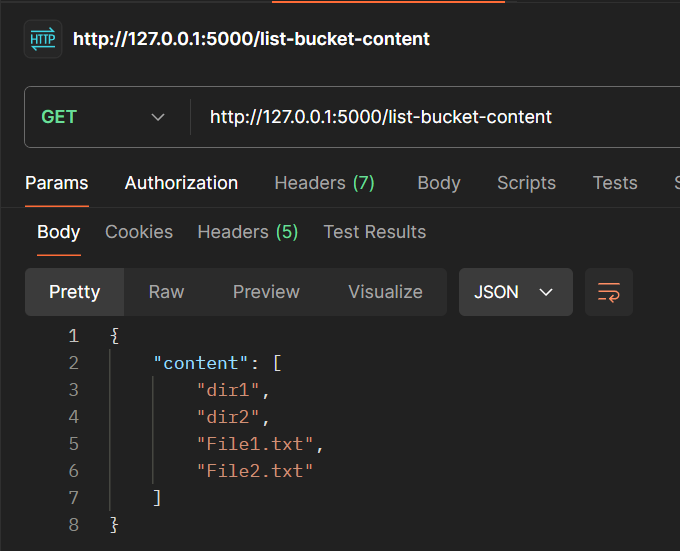 HTTP http://127.0.0.1:5000/list-bucket-content
GET http://127.0.0.1:5000/list-bucket-content
Params Authorization Headers (7) Body Scripts Tests S
Body Cookies Headers (5) Test Results
Pretty Raw Preview Visualize JSON
1 {
2 "content": [
3 "dir1",
4 "dir2",
5 "File1.txt",
6 "File2.txt"
7 ]
8 }